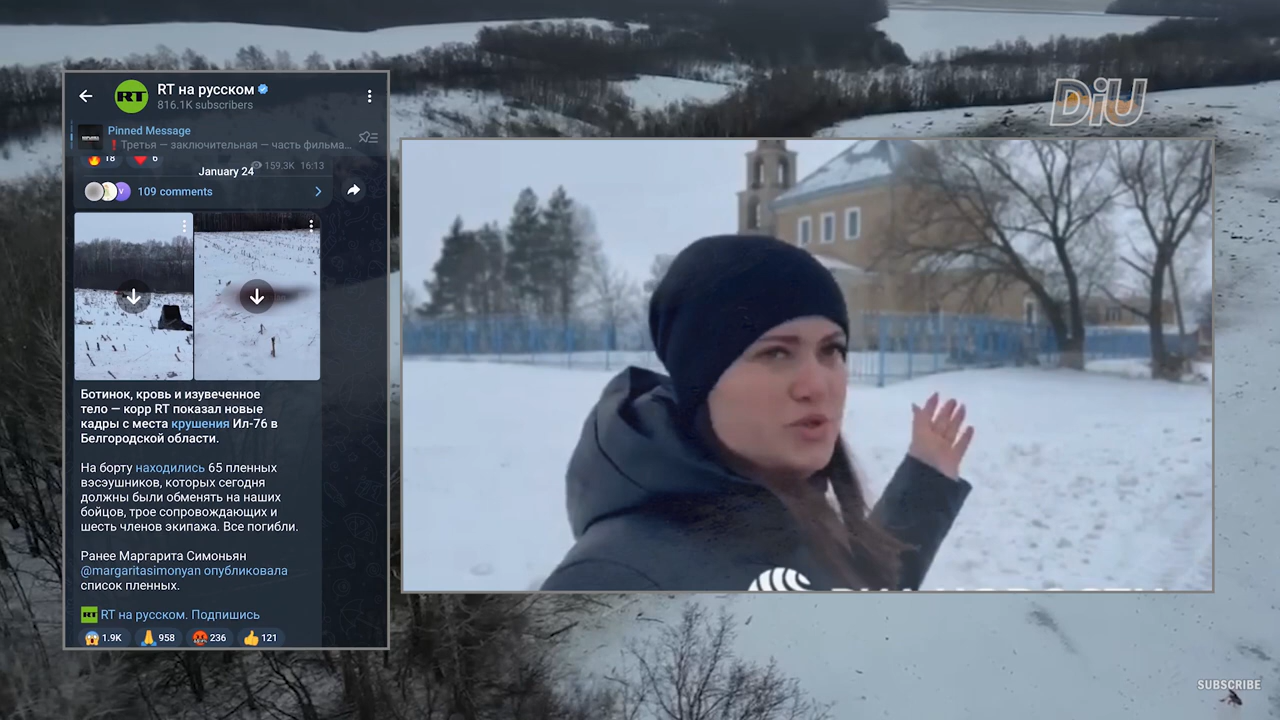 DiU
RT на русском
816.1K subscribers
RT
Pinned Message
❗Третья — заключительная — часть фильма...
18 6
159.3K 16:13
January 24
109 comments
Ботинок, кровь и изувеченное
тело — корр RT показал новые
кадры с места крушения Ил-76 в
Белгородской области.
На борту находились 65 пленных
вэсэушников, которых сегодня
должны были обменять на наших
бойцов, трое сопровождающих и
шесть членов экипажа. Все погибли.
Ранее Маргарита Симоньян
@margaritasimonyan опубликовала
список пленных.
RT на русском. Подпишись
1.9K 958 236 121
SUBSCRIBE